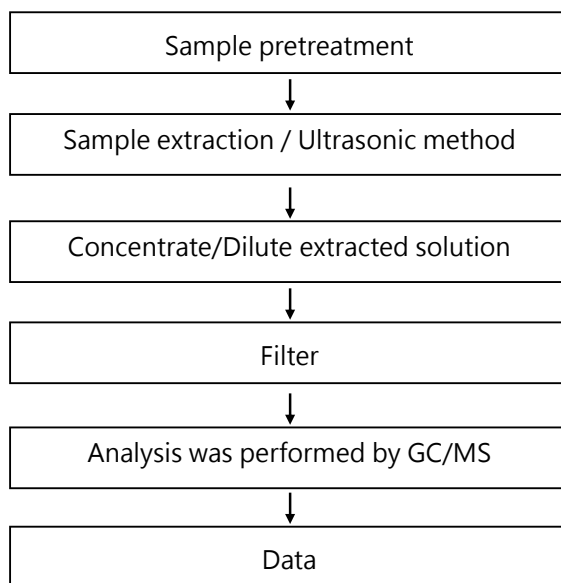 Sample pretreatment
Sample extraction / Ultrasonic method
Concentrate/Dilute extracted solution
Filter
Analysis was performed by GC/MS
Data